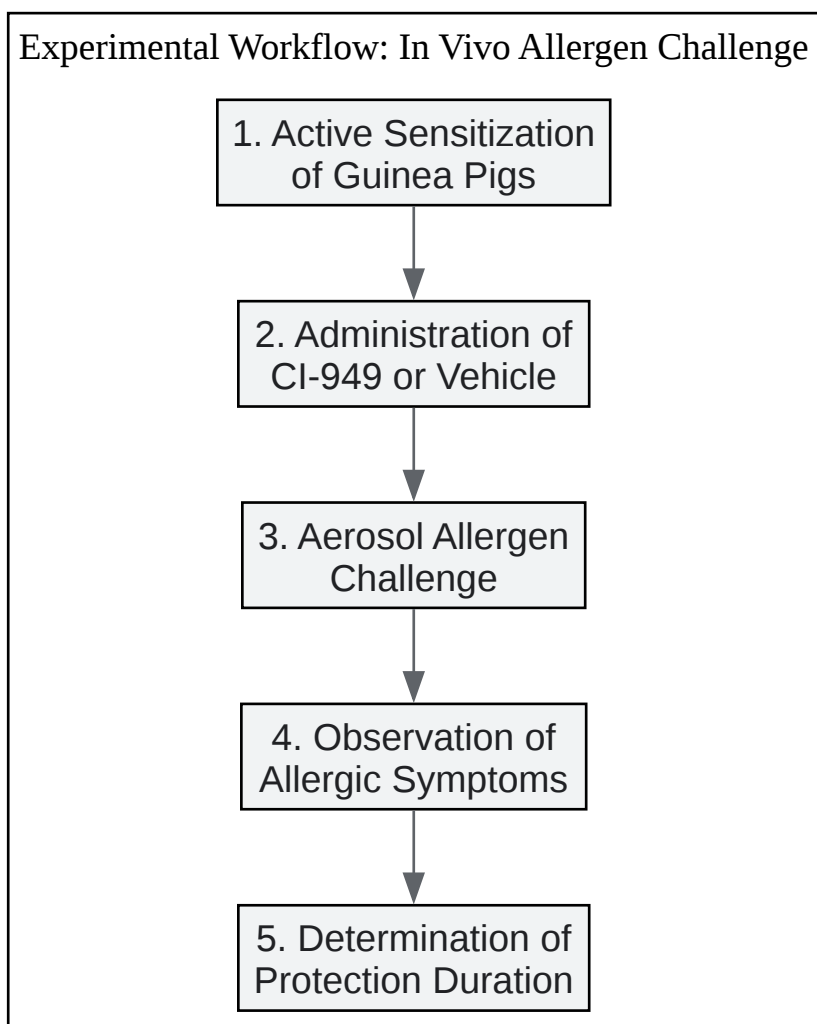 Experimental Workflow: In Vivo Allergen Challenge
1. Active Sensitization
of Guinea Pigs
2. Administration of
CI-949 or Vehicle
3. Aerosol Allergen
Challenge
4. Observation of
Allergic Symptoms
5. Determination of
Protection Duration